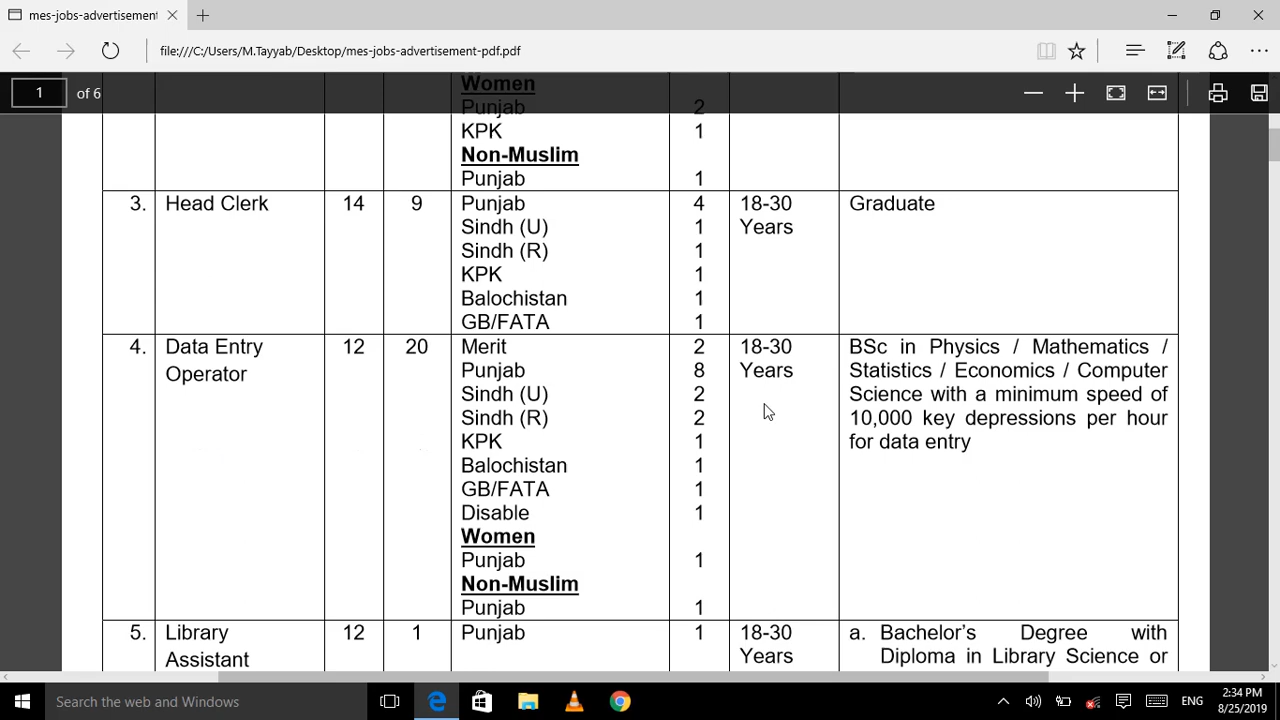 mes-jobs-advertisement
file:///C:/Users/M.Tayyab/Desktop/mes-jobs-advertisement-pdf.pdf
1 of 6
Women
Punjab 2
KPK 1
Non-Muslim
Punjab 1
3. Head Clerk 14 9 Punjab 4 18-30 Graduate
Sindh (U) 1 Years
Sindh (R) 1
KPK 1
Balochistan 1
GB/FATA 1
4. Data Entry 12 20 Merit 2 18-30 BSc in Physics / Mathematics /
Operator Punjab 8 Years Statistics / Economics / Computer
Sindh (U) 2 Science with a minimum speed of
Sindh (R) 2 10,000 key depressions per hour
KPK 1 for data entry
Balochistan 1
GB/FATA 1
Disable 1
Women
Punjab 1
Non-Muslim
Punjab 1
5. Library 12 1 Punjab 1 18-30 a. Bachelor's Degree with
Assistant Years Diploma in Library Science or
Search the web and Windows
ENG
2:34 PM
8/25/2019